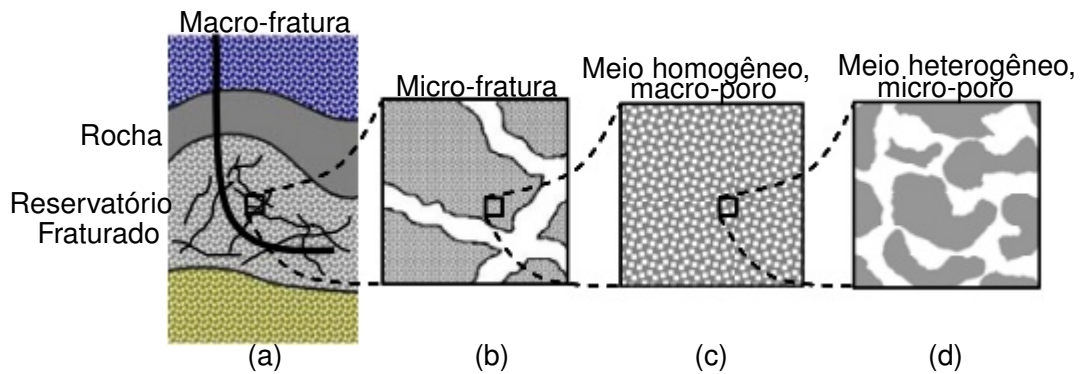 Macro-fratura
Rocha
Reservatório
Fraturado
(a)
Micro-fratura
(b)
Meio homogêneo,
macro-poro
(c)
Meio heterogêneo,
micro-poro
(d)